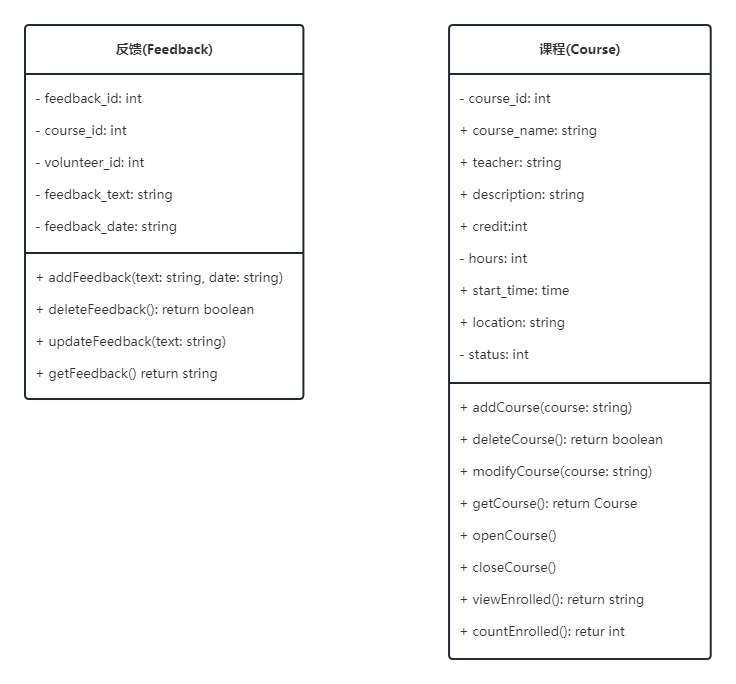 反馈(Feedback)
- feedback_id: int
- course_id: int
- volunteer_id: int
- feedback_text: string
- feedback_date: string
+ addFeedback(text: string, date: string)
+ deleteFeedback(): return boolean
+ updateFeedback(text: string)
+ getFeedback() return string
课程(Course)
- course_id: int
+ course_name: string
+ teacher: string
+ description: string
+ credit:int
- hours: int
+ start_time: time
+ location: string
- status: int
+ addCourse(course: string)
+ deleteCourse(): return boolean
+ modifyCourse(course: string)
+ getCourse(): return Course
+ openCourse()
+ closeCourse()
+ viewEnrolled(): return string
+ countEnrolled(): retur int